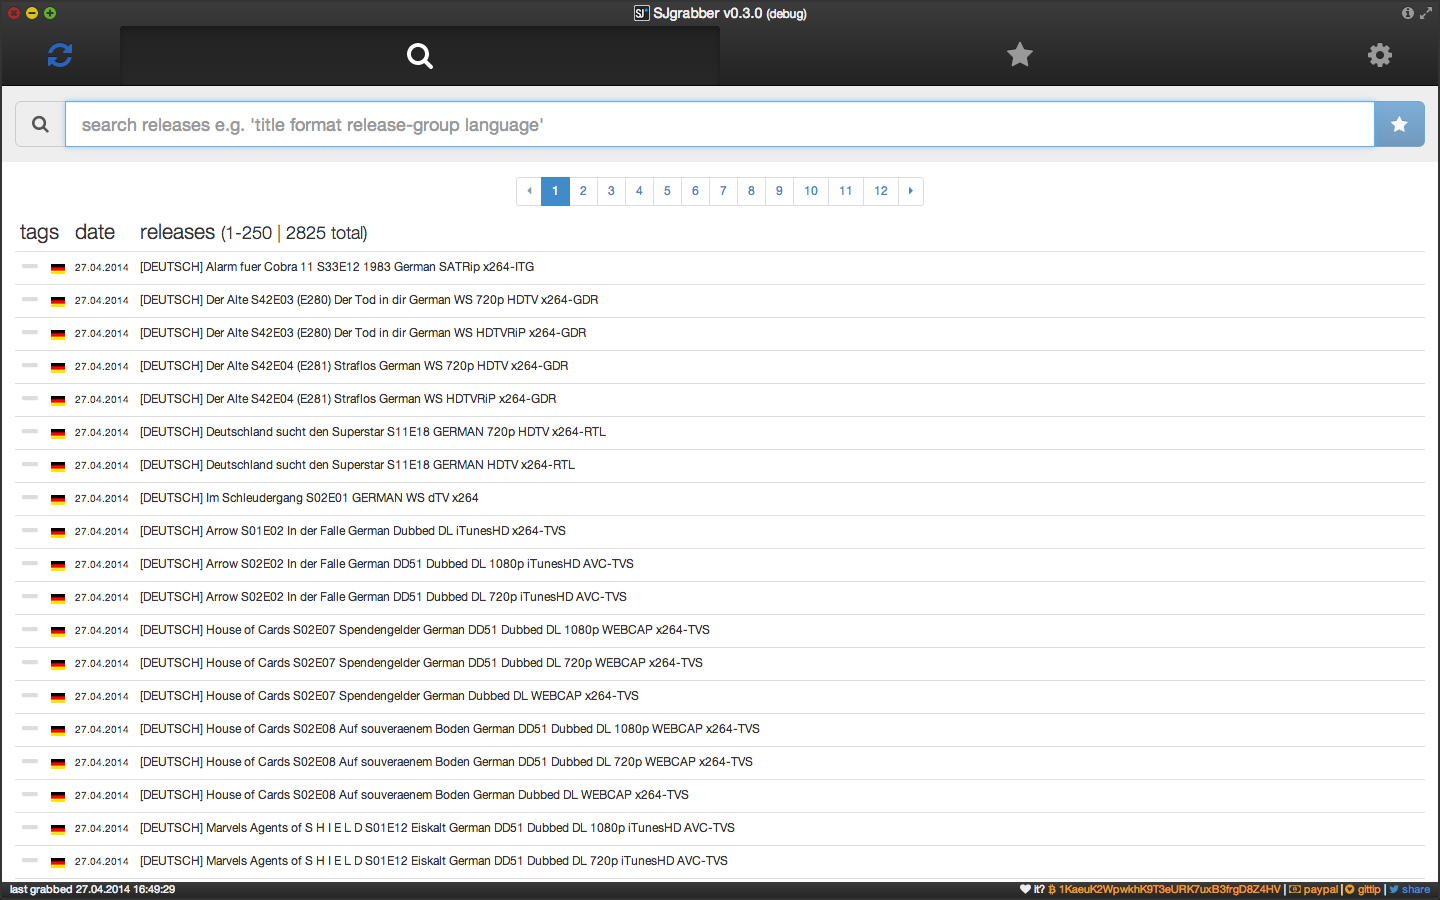 SJ SJgrabber v0.3.0 (debug)
search releases e.g. 'title format release-group language'
1 2 3 4 5 6 7 8 9 10 11 12
tags date releases (1-250 | 2825 total)
27.04.2014 [DEUTSCH] Alarm fuer Cobra 11 S33E12 1983 German SATRip x264-ITG
27.04.2014 [DEUTSCH] Der Alte S42E03 (E280) Der Tod in dir German WS 720p HDTV x264-GDR
27.04.2014 [DEUTSCH] Der Alte S42E03 (E280) Der Tod in dir German WS HDTVRiP x264-GDR
27.04.2014 [DEUTSCH] Der Alte S42E04 (E281) Straflos German WS 720p HDTV x264-GDR
27.04.2014 [DEUTSCH] Der Alte S42E04 (E281) Straflos German WS HDTVRiP x264-GDR
27.04.2014 [DEUTSCH] Deutschland sucht den Superstar S11E18 GERMAN 720p HDTV x264-RTL
27.04.2014 [DEUTSCH] Deutschland sucht den Superstar S11E18 GERMAN HDTV x264-RTL
27.04.2014 [DEUTSCH] Im Schleudergang S02E01 GERMAN WS dTV x264
27.04.2014 [DEUTSCH] Arrow S01E02 In der Falle German Dubbed DL iTunesHD x264-TVS
27.04.2014 [DEUTSCH] Arrow S02E02 In der Falle German DD51 Dubbed DL 1080p iTunesHD AVC-TVS
27.04.2014 [DEUTSCH] Arrow S02E02 In der Falle German DD51 Dubbed DL 720p iTunesHD AVC-TVS
27.04.2014 [DEUTSCH] House of Cards S02E07 Spendengelder German DD51 Dubbed DL 1080p WEBCAP x264-TVS
27.04.2014 [DEUTSCH] House of Cards S02E07 Spendengelder German DD51 Dubbed DL 720p WEBCAP x264-TVS
27.04.2014 [DEUTSCH] House of Cards S02E07 Spendengelder German Dubbed DL WEBCAP x264-TVS
27.04.2014 [DEUTSCH] House of Cards S02E08 Auf souveraenem Boden German DD51 Dubbed DL 1080p WEBCAP x264-TVS
27.04.2014 [DEUTSCH] House of Cards S02E08 Auf souveraenem Boden German DD51 Dubbed DL 720p WEBCAP x264-TVS
27.04.2014 [DEUTSCH] House of Cards S02E08 Auf souveraenem Boden German Dubbed DL WEBCAP x264-TVS
27.04.2014 [DEUTSCH] Marvels Agents of S H I E L D S01E12 Eiskalt German DD51 Dubbed DL 1080p iTunesHD AVC-TVS
27.04.2014 [DEUTSCH] Marvels Agents of S H I E L D S01E12 Eiskalt German DD51 Dubbed DL 720p iTunesHD AVC-TVS
last grabbed 27.04.2014 16:49:29 it? 1KaeuK2WpwkhK9T3eURK7uxB3frgD8Z4HV | paypal | gittip | share